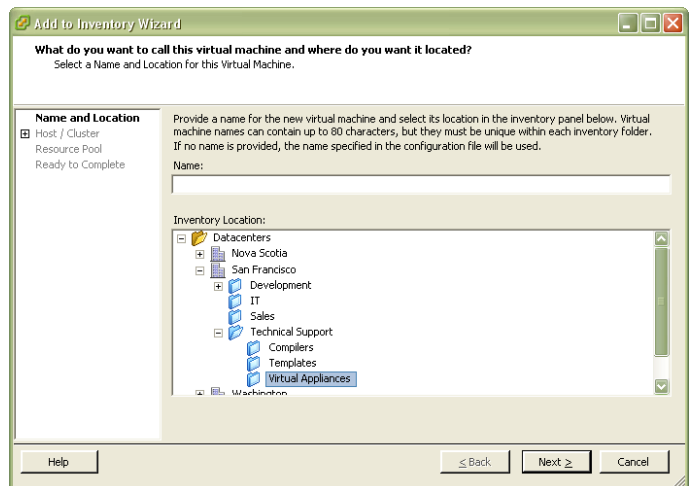 Add to Inventory Wizard
What do you want to call this virtual machine and where do you want it located?
Select a Name and Location for this Virtual Machine.
Name and Location
Host / Cluster
Resource Pool
Ready to Complete
Provide a name for the new virtual machine and select its location in the inventory panel below. Virtual
machine names can contain up to 80 characters, but they must be unique within each inventory folder.
If no name is provided, the name specified in the configuration file will be used.
Name:
Inventory Location:
Datacenters
Nova Scotia
San Francisco
Development
IT
Sales
Technical Support
Compilers
Templates
Virtual Appliances
Washington
Help
< Back
Next >
Cancel